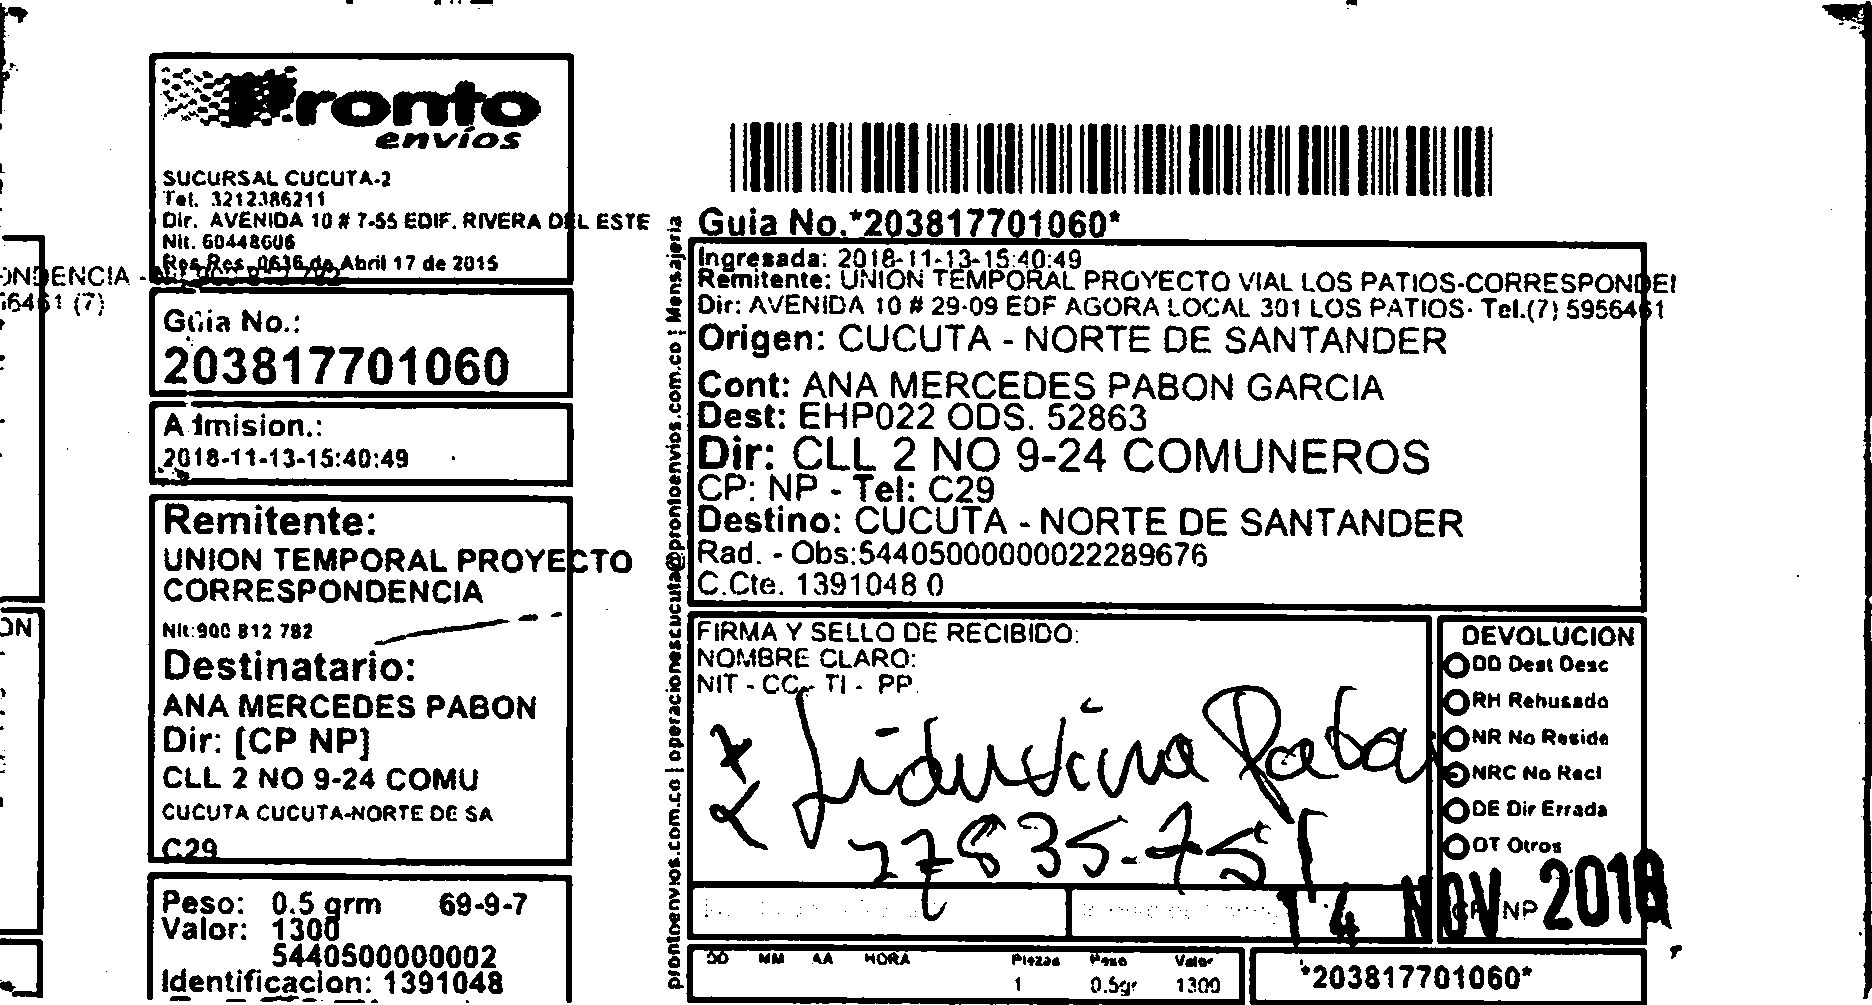 Pronto
envíos
SUCURSAL CUCUTA-2
Tel. 3212386211
Dir. AVENIDA 10 # 7-55 EDIF. RIVERA DEL ESTE
Nit. 60448606
Res Res 0636 de Abril 17 de 2015
ONDENCIA -
56461 (7)
Guia No.:
203817701060
Admision.:
2018-11-13-15:40:49
Remitente:
UNION TEMPORAL PROYECTO
CORRESPONDENCIA
Nit:900 812 782
Destinatario:
ANA MERCEDES PABON
Dir: [CP NP]
CLL 2 NO 9-24 COMU
CUCUTA CUCUTA-NORTE DE SA
C29
Peso: 0.5 grm 69-9-7
Valor: 1300
5440500000002
Identificacion: 1391048
prontoenvios.com.co | operacionescucuta@prontoenvios.com.co | Mensajeria
Guia No.*203817701060*
Ingresada: 2018-11-13-15:40:49
Remitente: UNION TEMPORAL PROYECTO VIAL LOS PATIOS-CORRESPONDEI
Dir: AVENIDA 10 # 29-09 EDF AGORA LOCAL 301 LOS PATIOS- Tel.(7) 5956461
Origen: CUCUTA - NORTE DE SANTANDER
Cont: ANA MERCEDES PABON GARCIA
Dest: EHP022 ODS. 52863
Dir: CLL 2 NO 9-24 COMUNEROS
CP: NP - Tel: C29
Destino: CUCUTA - NORTE DE SANTANDER
Rad. - Obs:54405000000022289676
C.Cte. 1391048 0
FIRMA Y SELLO DE RECIBIDO:
NOMBRE CLARO:
NIT - CC - TI - PP.
Liduvina Pabon
27835-751
DEVOLUCION
DD Dest Desc
RH Rehusado
NR No Reside
NRC No Recl
DE Dir Errada
OT Otros
CP: NP
14 NOV 2018
DD MM AA HORA
Piezas Peso Valor
1 0.5gr 1300
*203817701060*